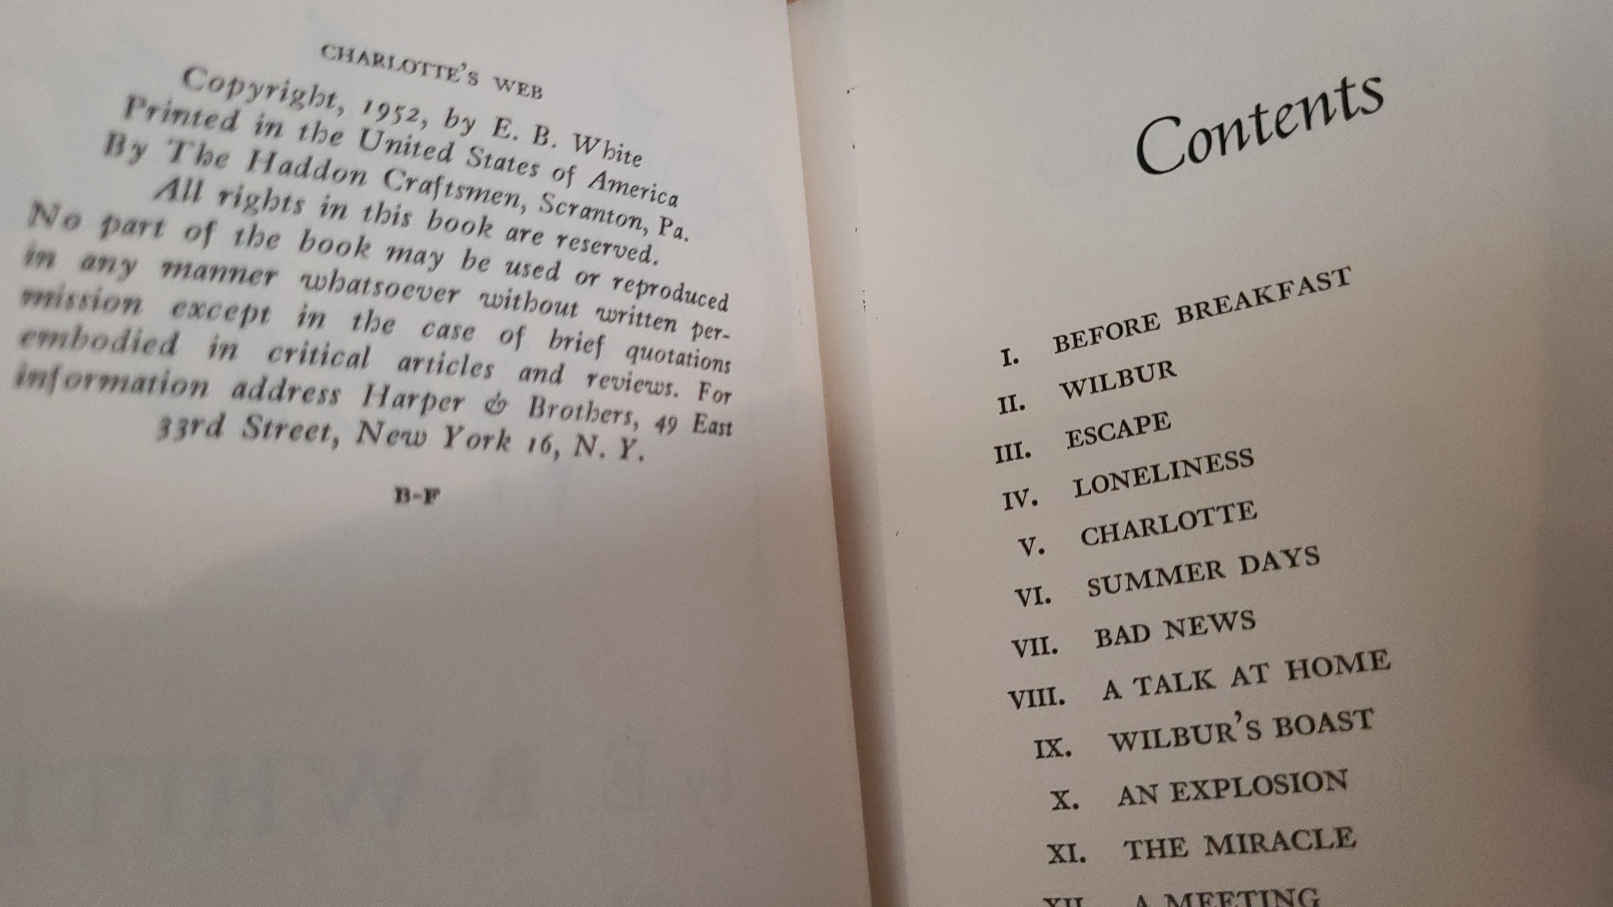 CHARLOTTE'S WEB
Copyright, 1952, by E. B. White
Printed in the United States of America
By The Haddon Craftsmen, Scranton, Pa.
All rights in this book are reserved.
No part of the book may be used or reproduced
in any manner whatsoever without written per-
mission except in the case of brief quotations
embodied in critical articles and reviews. For
information address Harper & Brothers, 49 East
33rd Street, New York 16, N. Y.
B-F
Contents
I. BEFORE BREAKFAST
II. WILBUR
III. ESCAPE
IV. LONELINESS
V. CHARLOTTE
VI. SUMMER DAYS
VII. BAD NEWS
VIII. A TALK AT HOME
IX. WILBUR'S BOAST
X. AN EXPLOSION
XI. THE MIRACLE
XII. A MEETING